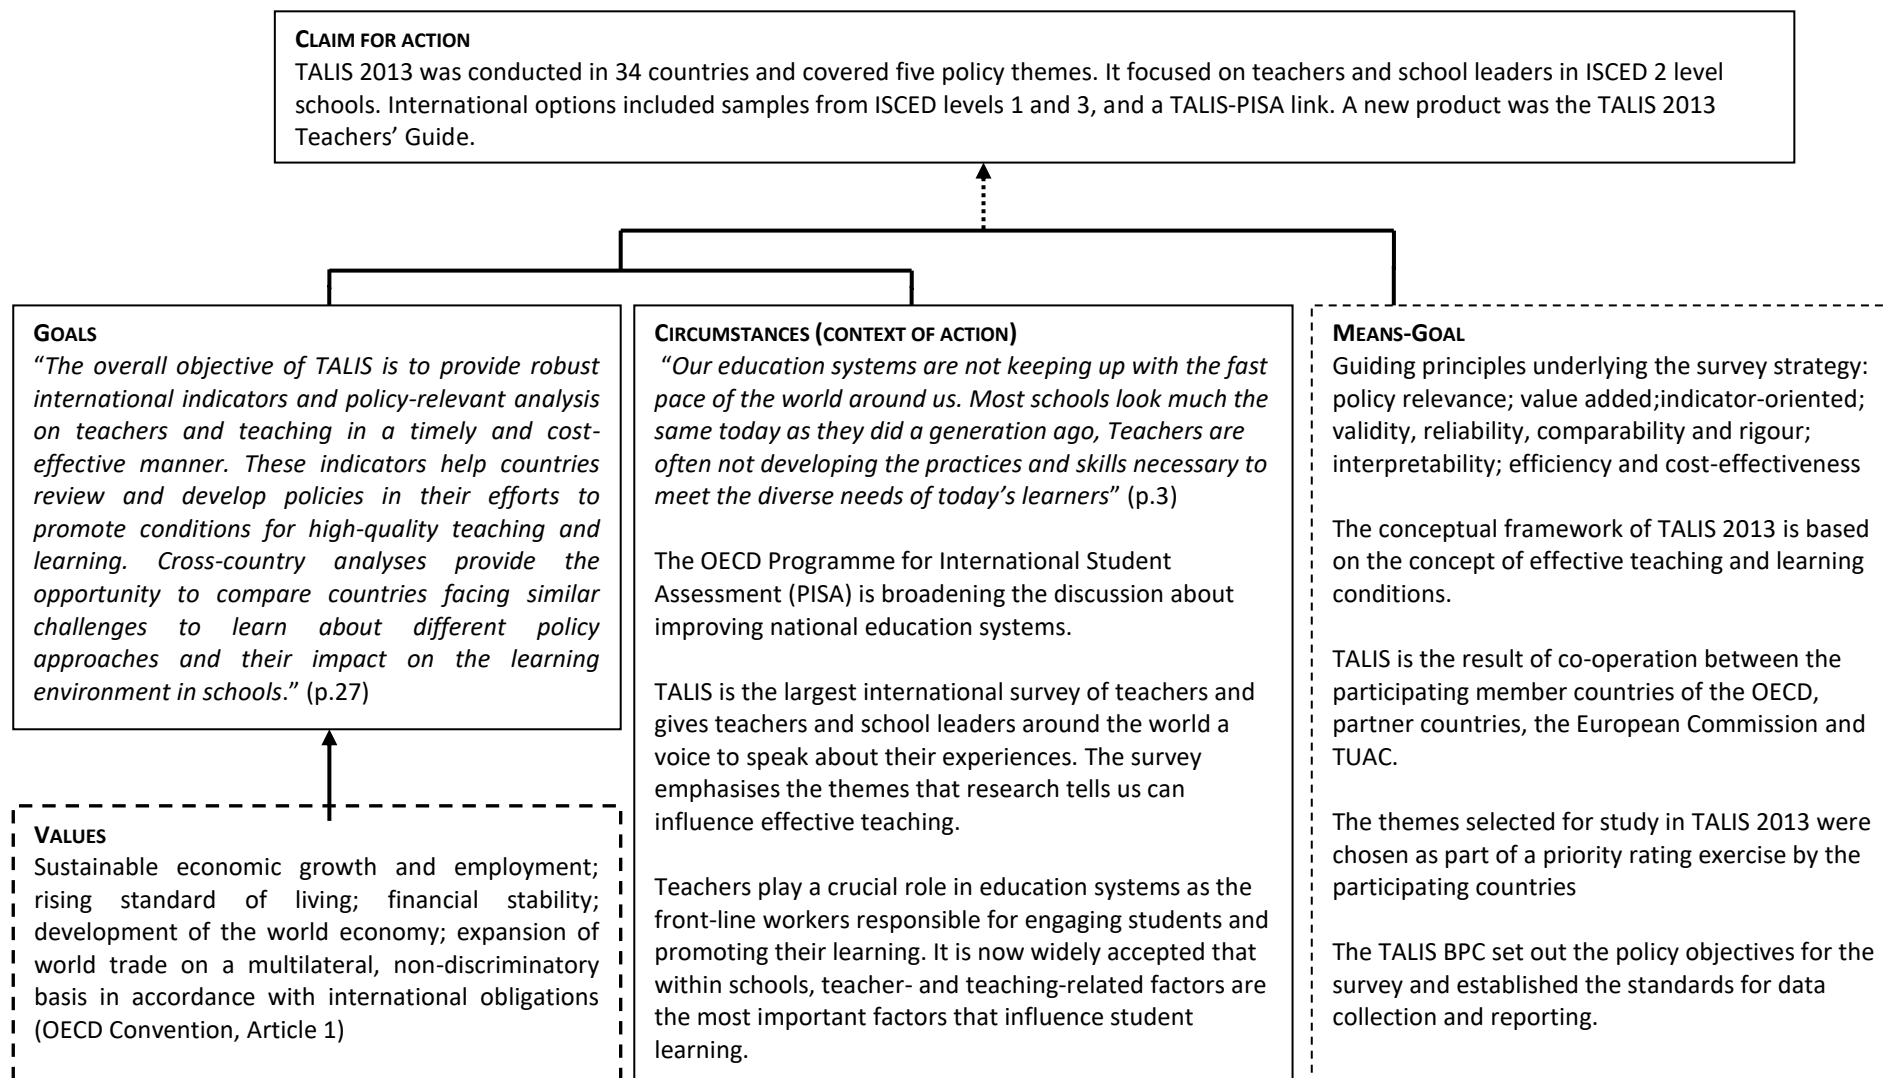 CLAIM FOR ACTION
TALIS 2013 was conducted in 34 countries and covered five policy themes. It focused on teachers and school leaders in ISCED 2 level
schools. International options included samples from ISCED levels 1 and 3, and a TALIS-PISA link. A new product was the TALIS 2013
Teachers’ Guide.
GOALS
“The overall objective of TALIS is to provide robust
international indicators and policy-relevant analysis
on teachers and teaching in a timely and cost-
effective manner. These indicators help countries
review and develop policies in their efforts to
promote conditions for high-quality teaching and
learning. Cross-country analyses provide the
opportunity to compare countries facing similar
challenges to learn about different policy
approaches and their impact on the learning
environment in schools.” (p.27)
VALUES
Sustainable economic growth and employment;
rising standard of living; financial stability;
development of the world economy; expansion of
world trade on a multilateral, non-discriminatory
basis in accordance with international obligations
(OECD Convention, Article 1)
CIRCUMSTANCES (CONTEXT OF ACTION)
“Our education systems are not keeping up with the fast
pace of the world around us. Most schools look much the
same today as they did a generation ago, Teachers are
often not developing the practices and skills necessary to
meet the diverse needs of today’s learners” (p.3)
The OECD Programme for International Student
Assessment (PISA) is broadening the discussion about
improving national education systems.
TALIS is the largest international survey of teachers and
gives teachers and school leaders around the world a
voice to speak about their experiences. The survey
emphasises the themes that research tells us can
influence effective teaching.
Teachers play a crucial role in education systems as the
front-line workers responsible for engaging students and
promoting their learning. It is now widely accepted that
within schools, teacher- and teaching-related factors are
the most important factors that influence student
learning.
MEANS-GOAL
Guiding principles underlying the survey strategy:
policy relevance; value added;indicator-oriented;
validity, reliability, comparability and rigour;
interpretability; efficiency and cost-effectiveness
The conceptual framework of TALIS 2013 is based
on the concept of effective teaching and learning
conditions.
TALIS is the result of co-operation between the
participating member countries of the OECD,
partner countries, the European Commission and
TUAC.
The themes selected for study in TALIS 2013 were
chosen as part of a priority rating exercise by the
participating countries
The TALIS BPC set out the policy objectives for the
survey and established the standards for data
collection and reporting.